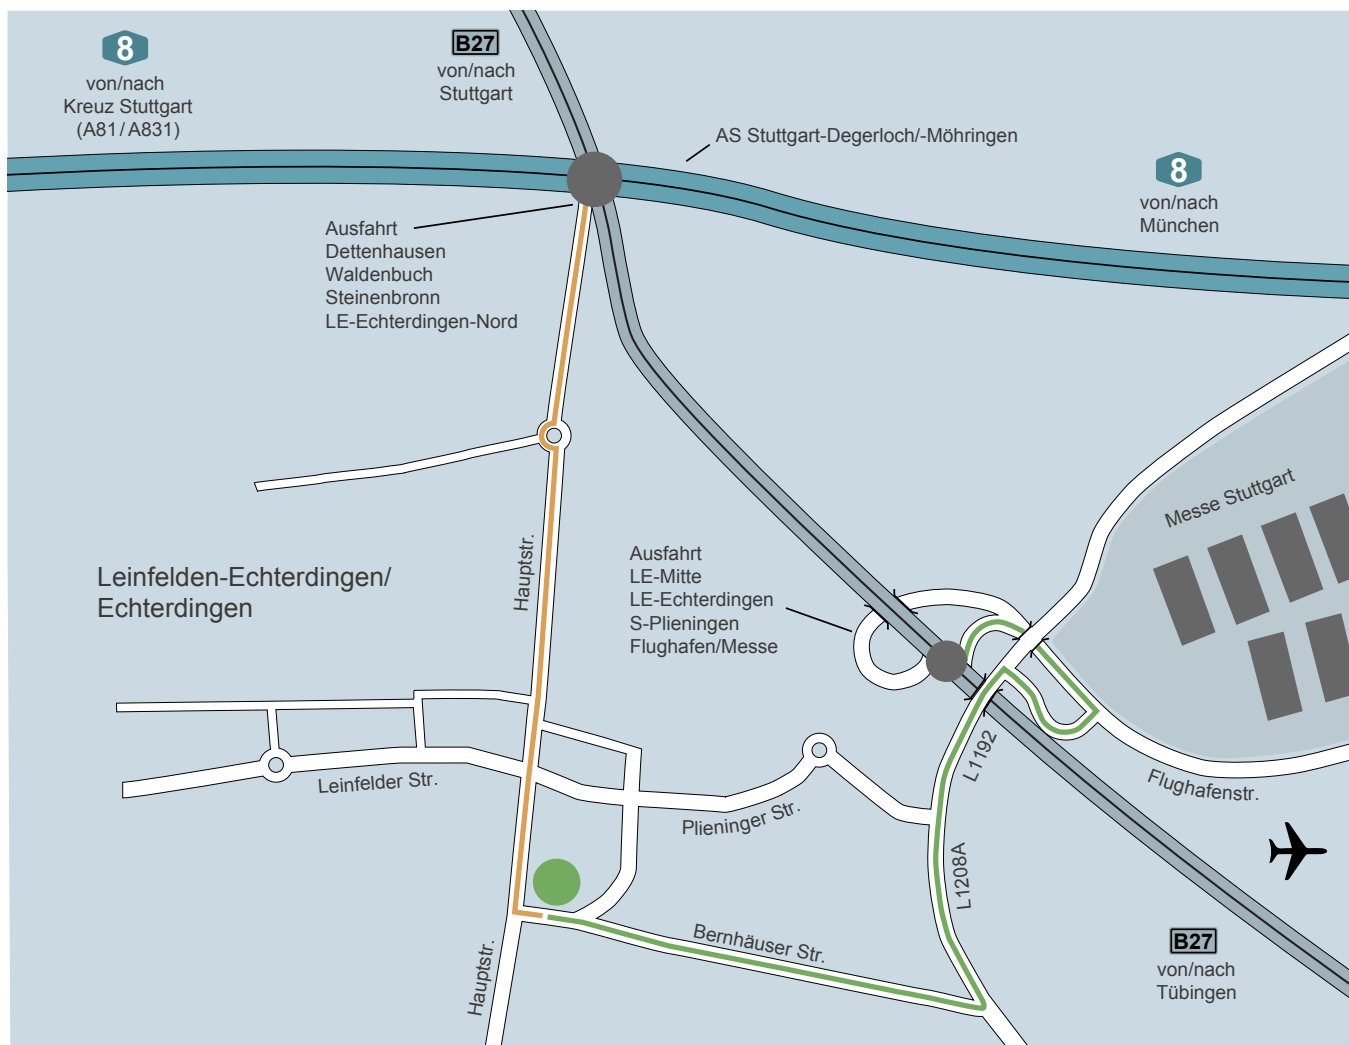 8
von/nach
Kreuz Stuttgart
(A81/A831)
B27
von/nach
Stuttgart
AS Stuttgart-Degerloch/-Möhringen
8
von/nach
München
Ausfahrt
Dettenhausen
Waldenbuch
Steinenbronn
LE-Echterdingen-Nord
Messe Stuttgart
Hauptstr.
Ausfahrt
LE-Mitte
LE-Echterdingen
S-Plieningen
Flughafen/Messe
Leinfelden-Echterdingen/
Echterdingen
L1192
Flughafenstr.
Leinfelder Str.
Plieninger Str.
L1208A
Bernhäuser Str.
Hauptstr.
B27
von/nach
Tübingen